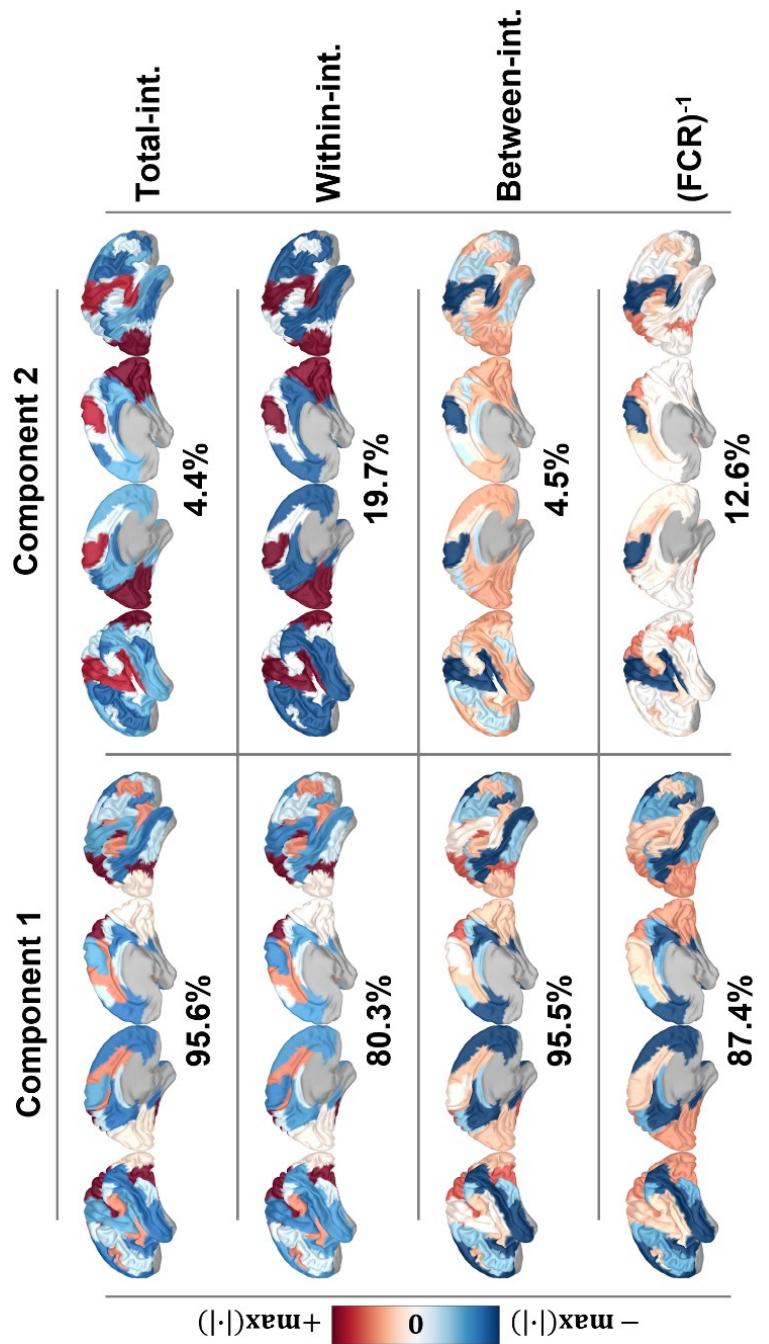 Component 1
Component 2
Total-int.
95.6%
4.4%
Within-int.
80.3%
19.7%
Between-int.
95.5%
4.5%
(FCR)⁻¹
87.4%
12.6%
+max(|·|)
0
− max(|·|)